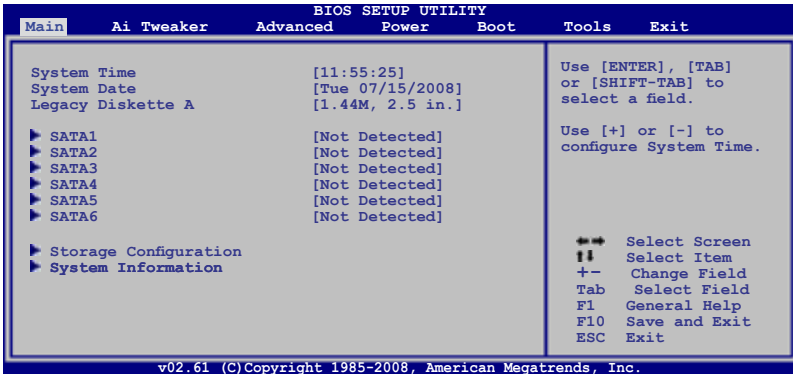 BIOS SETUP UTILITY
Main Ai Tweaker Advanced Power Boot Tools Exit
System Time [11:55:25]
System Date [Tue 07/15/2008]
Legacy Diskette A [1.44M, 2.5 in.]
SATA1 [Not Detected]
SATA2 [Not Detected]
SATA3 [Not Detected]
SATA4 [Not Detected]
SATA5 [Not Detected]
SATA6 [Not Detected]
Storage Configuration
System Information
Use [ENTER], [TAB]
or [SHIFT-TAB] to
select a field.
Use [+] or [-] to
configure System Time.
Select Screen
Select Item
+- Change Field
Tab Select Field
F1 General Help
F10 Save and Exit
ESC Exit
v02.61 (C)Copyright 1985-2008, American Megatrends, Inc.